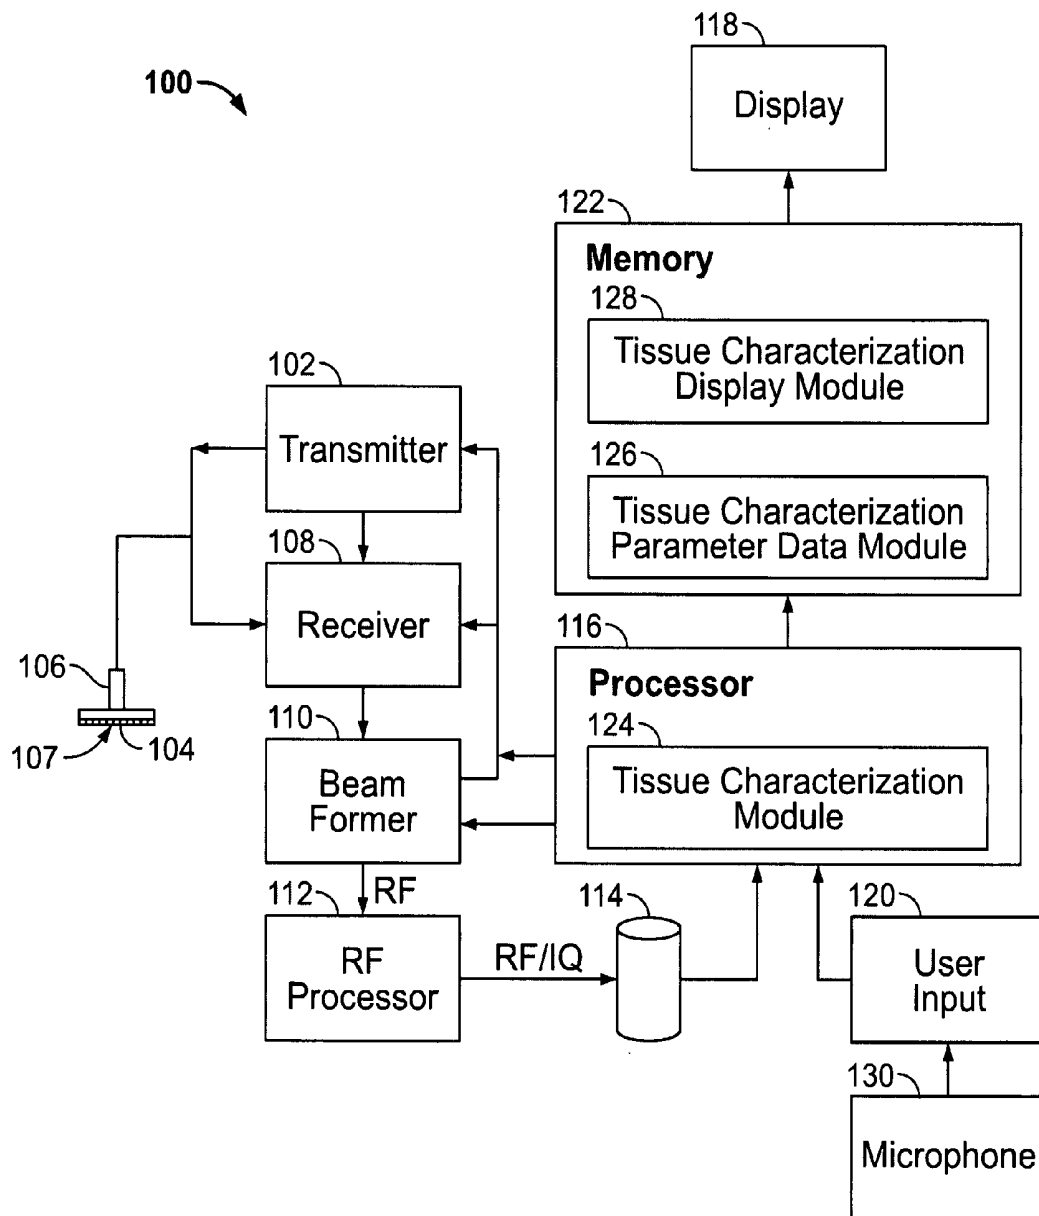 118
100
Display
122
Memory
128
Tissue Characterization
Display Module
102
Transmitter
126
Tissue Characterization
Parameter Data Module
108
Receiver
116
106
Processor
110
124
107
104
Beam
Former
Tissue Characterization
Module
RF
112
114
120
RF
Processor
RF/IQ
User
Input
130
Microphone